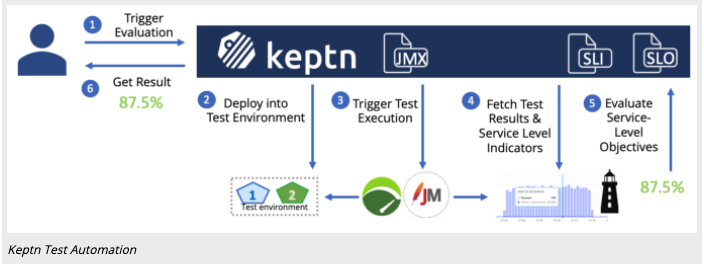 1 Trigger
Evaluation
keptn
JMX
SLI
SLO
6 Get Result
87.5%
2 Deploy into
Test Environment
3 Trigger Test
Execution
4 Fetch Test
Results &
Service Level
Indicators
5 Evaluate
Service-
Level
Objectives
1 2
Test environment
JM
87.5%
Keptn Test Automation